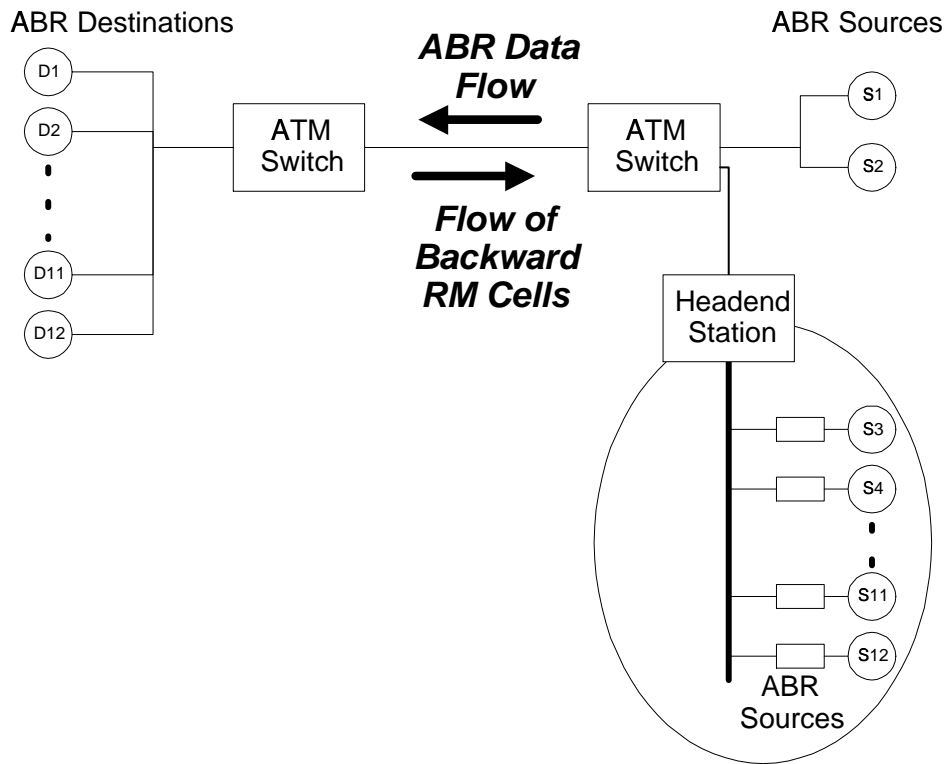 ABR Destinations
ABR Sources
D1
D2
D11
D12
ATM
Switch
ABR Data
Flow
Flow of
Backward
RM Cells
ATM
Switch
S1
S2
Headend
Station
S3
S4
S11
S12
ABR
Sources